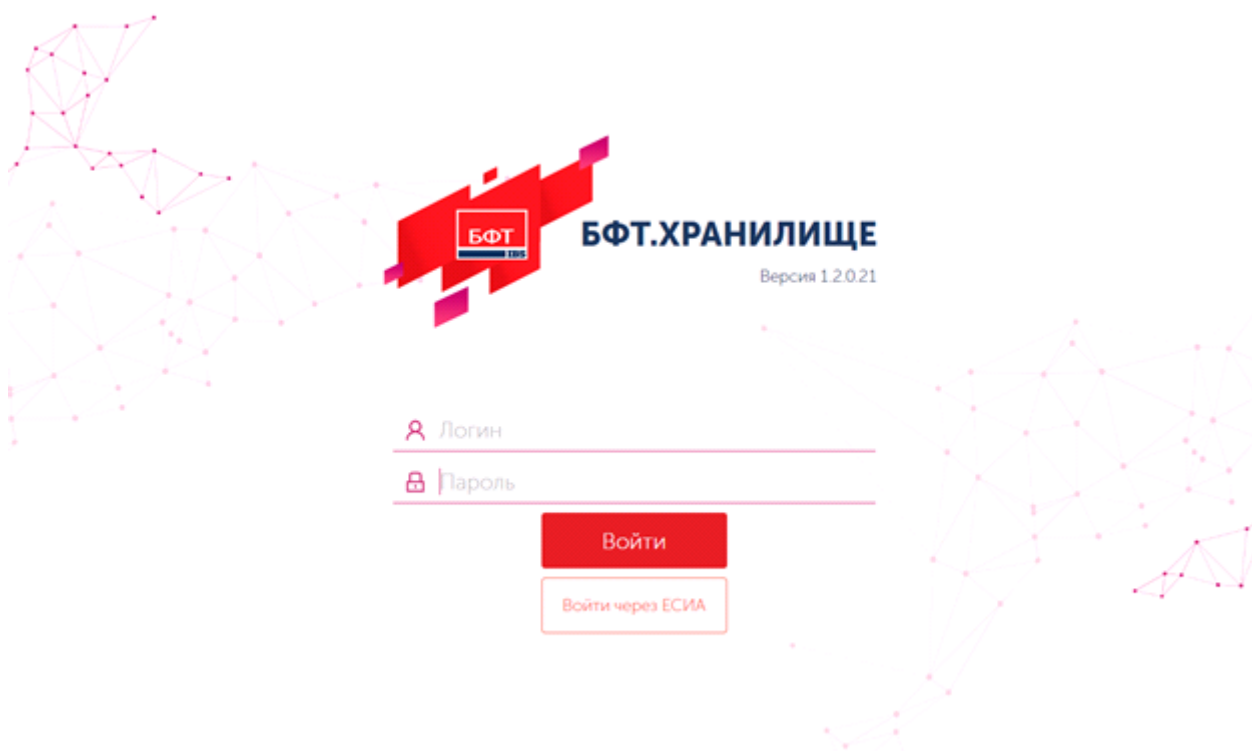 БФТ
IBS
БФТ.ХРАНИЛИЩЕ
Версия 1.2.0.21
Логин
Пароль
Войти
Войти через ЕСИА